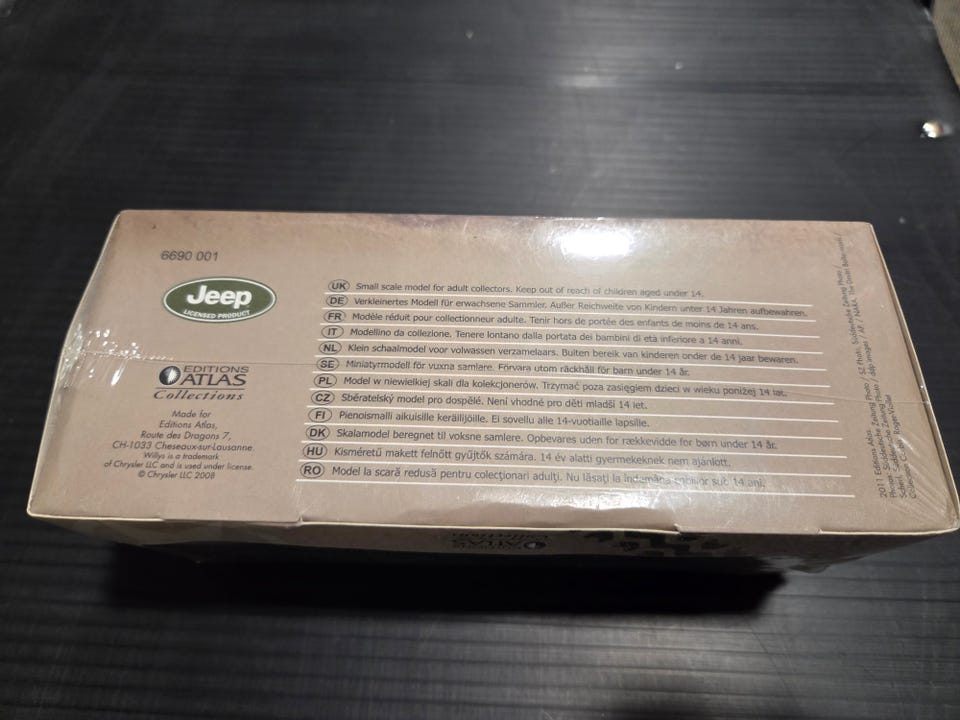 6690 001
Jeep
LICENSED PRODUCT
EDITIONS
ATLAS
Collections
Made for
Editions Atlas,
Route des Dragons 7,
CH-1033 Cheseaux-sur-Lausanne.
Willys is a trademark
of Chrysler LLC and is used under license.
© Chrysler LLC 2008
UK Small scale model for adult collectors. Keep out of reach of children aged under 14.
DE Verkleinertes Modell für erwachsene Sammler. Außer Reichweite von Kindern unter 14 Jahren aufbewahren.
FR Modèle réduit pour collectionneur adulte. Tenir hors de portée des enfants de moins de 14 ans.
IT Modellino da collezione. Tenere lontano dalla portata dei bambini di età inferiore a 14 anni.
NL Klein schaalmodel voor volwassen verzamelaars. Buiten bereik van kinderen onder de 14 jaar bewaren.
SE Miniatyrmodell för vuxna samlare. Förvara utom räckhåll för barn under 14 år.
PL Model w niewielkiej skali dla kolekcjonerów. Trzymać poza zasięgiem dzieci w wieku poniżej 14 lat.
CZ Sběratelský model pro dospělé. Není vhodné pro děti mladší 14 let.
FI Pienoismalli aikuisille keräilijöille. Ei sovellu alle 14-vuotiaille lapsille.
DK Skalamodel beregnet til voksne samlere. Opbevares uden for rækkevidde for børn under 14 år.
HU Kisméretű makett felnőtt gyűjtők számára. 14 év alatti gyermekeknek nem ajánlott.
RO Model la scară redusă pentru colecționari adulți. Nu lăsați la îndemâna copiilor sub 14 ani.
2011 Editions Atlas.
ATLAS